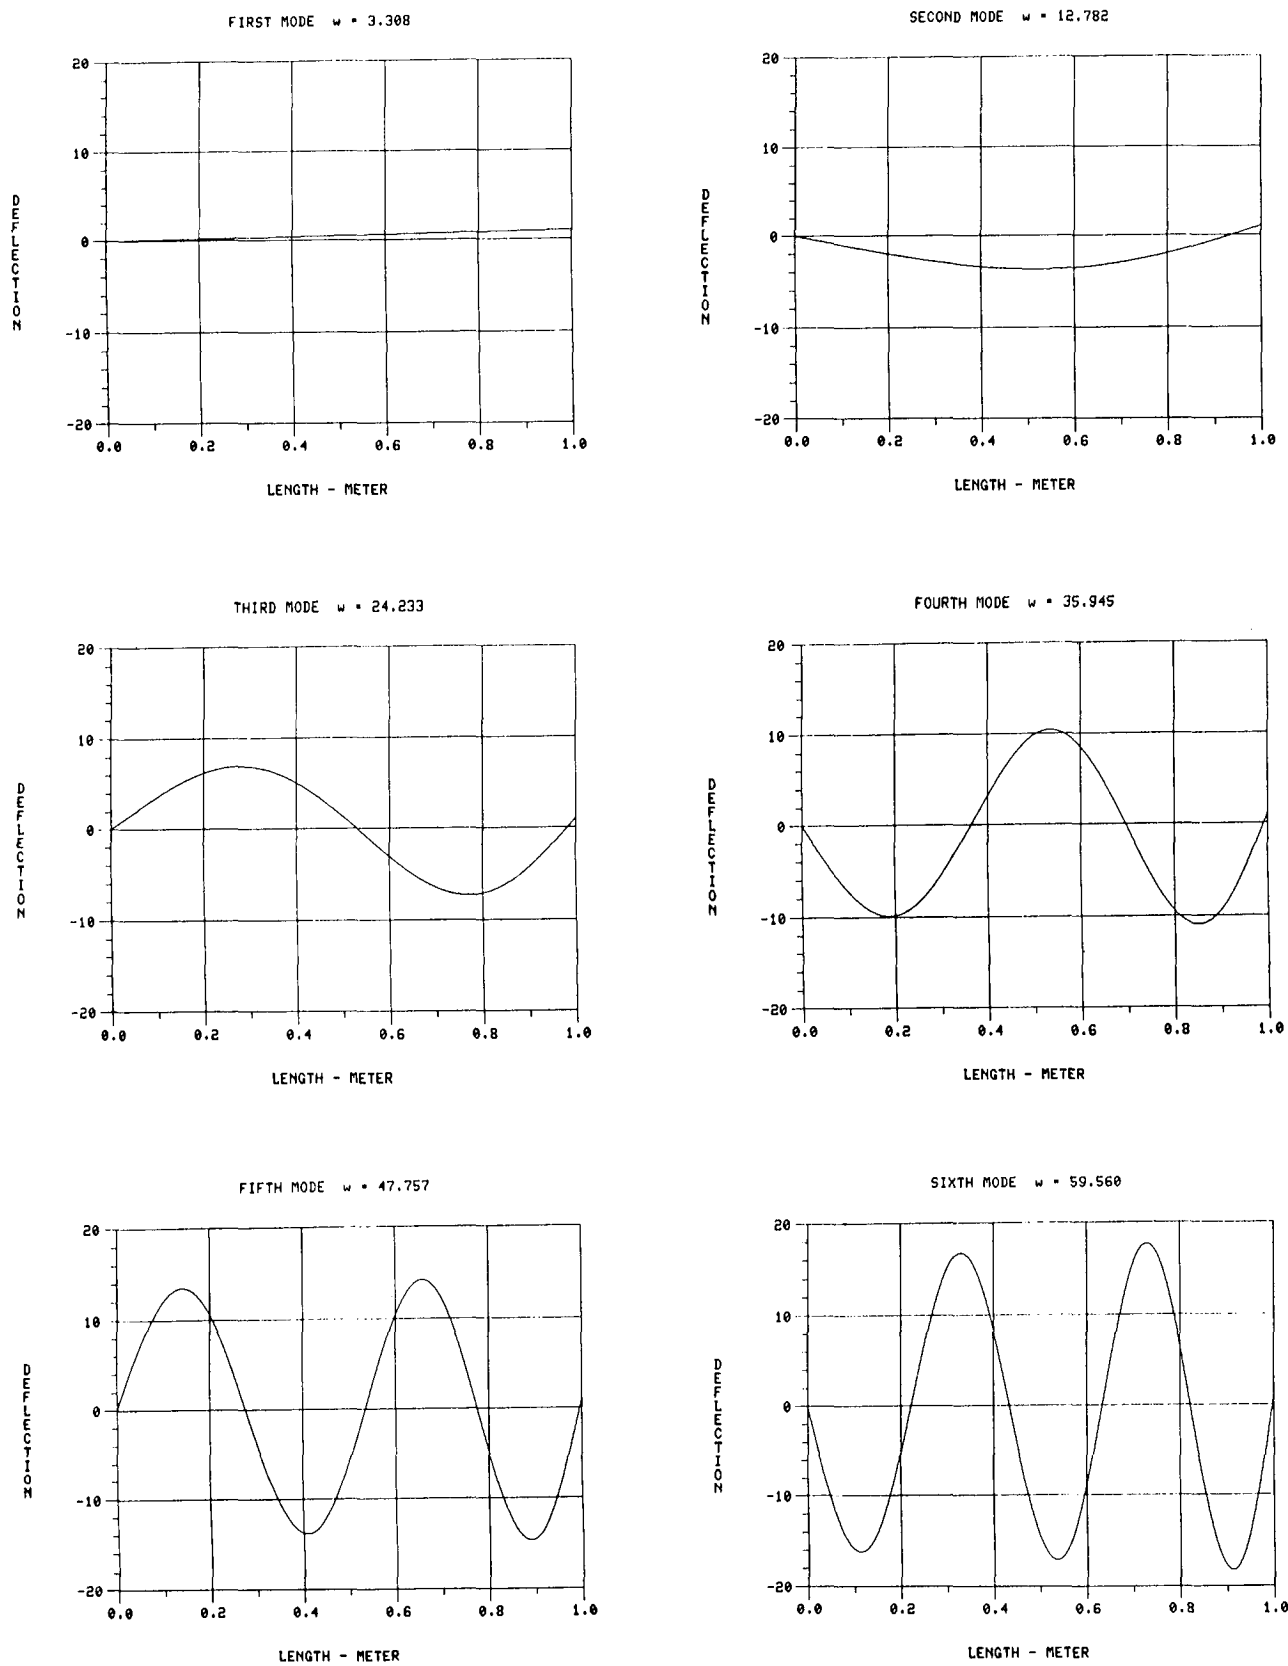 FIRST MODE w = 3.308
20
10
0
-10
-20
0.0 0.2 0.4 0.6 0.8 1.0
DEFLECTION
LENGTH - METER
SECOND MODE w = 12.782
20
10
0
-10
-20
0.0 0.2 0.4 0.6 0.8 1.0
DEFLECTION
LENGTH - METER
THIRD MODE w = 24.233
20
10
0
-10
-20
0.0 0.2 0.4 0.6 0.8 1.0
DEFLECTION
LENGTH - METER
FOURTH MODE w = 35.945
20
10
0
-10
-20
0.0 0.2 0.4 0.6 0.8 1.0
DEFLECTION
LENGTH - METER
FIFTH MODE w = 47.757
20
10
0
-10
-20
0.0 0.2 0.4 0.6 0.8 1.0
DEFLECTION
LENGTH - METER
SIXTH MODE w = 59.560
20
10
0
-10
-20
0.0 0.2 0.4 0.6 0.8 1.0
DEFLECTION
LENGTH - METER